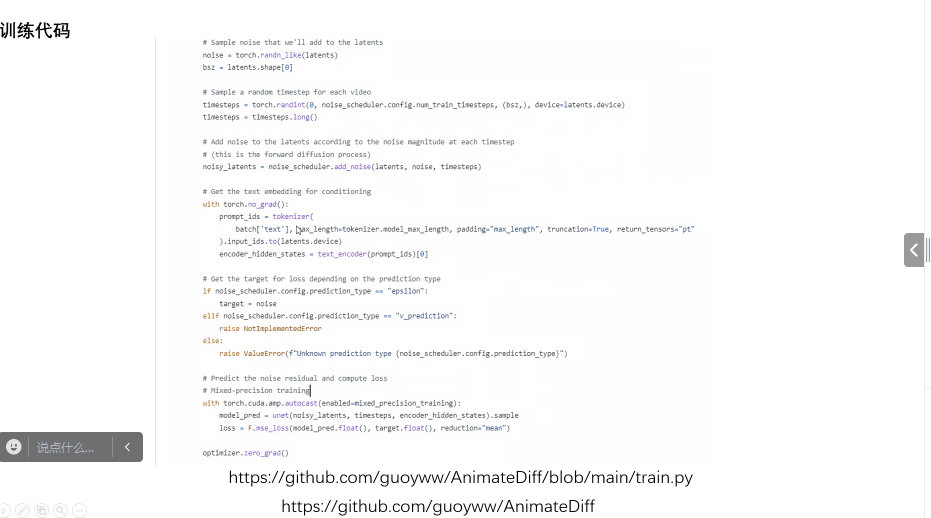 训练代码
# Sample noise that we'll add to the latents
noise = torch.randn_like(latents)
bsz = latents.shape[0]
# Sample a random timestep for each video
timesteps = torch.randint(0, noise_scheduler.config.num_train_timesteps, (bsz,), device=latents.device)
timesteps = timesteps.long()
# Add noise to the latents according to the noise magnitude at each timestep
# (this is the forward diffusion process)
noisy_latents = noise_scheduler.add_noise(latents, noise, timesteps)
# Get the text embedding for conditioning
with torch.no_grad():
prompt_ids = tokenizer(
batch['text'], max_length=tokenizer.model_max_length, padding="max_length", truncation=True, return_tensors="pt"
).input_ids.to(latents.device)
encoder_hidden_states = text_encoder(prompt_ids)[0]
# Get the target for loss depending on the prediction type
if noise_scheduler.config.prediction_type == "epsilon":
target = noise
elif noise_scheduler.config.prediction_type == "v_prediction":
raise NotImplementedError
else:
raise ValueError(f"Unknown prediction type {noise_scheduler.config.prediction_type}")
# Predict the noise residual and compute loss
# Mixed-precision training
with torch.cuda.amp.autocast(enabled=mixed_precision_training):
model_pred = unet(noisy_latents, timesteps, encoder_hidden_states).sample
loss = F.mse_loss(model_pred.float(), target.float(), reduction="mean")
optimizer.zero_grad()
说点什么...
https://github.com/guoyww/AnimateDiff/blob/main/train.py
https://github.com/guoyww/AnimateDiff